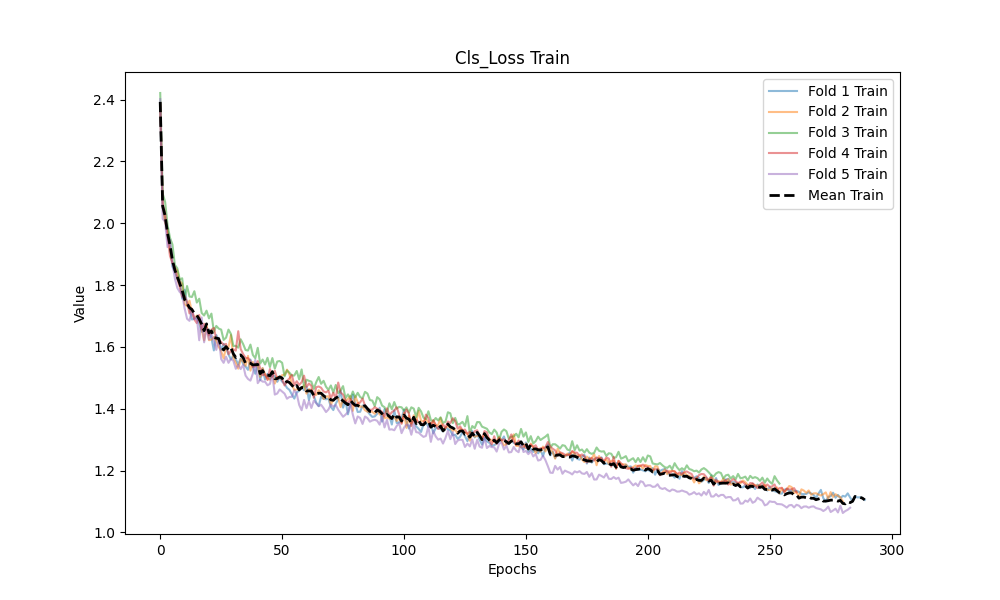 Cls_Loss Train
Fold 1 Train
Fold 2 Train
Fold 3 Train
Fold 4 Train
Fold 5 Train
Mean Train
Value
2.4
2.2
2.0
1.8
1.6
1.4
1.2
1.0
0 50 100 150 200 250 300
Epochs